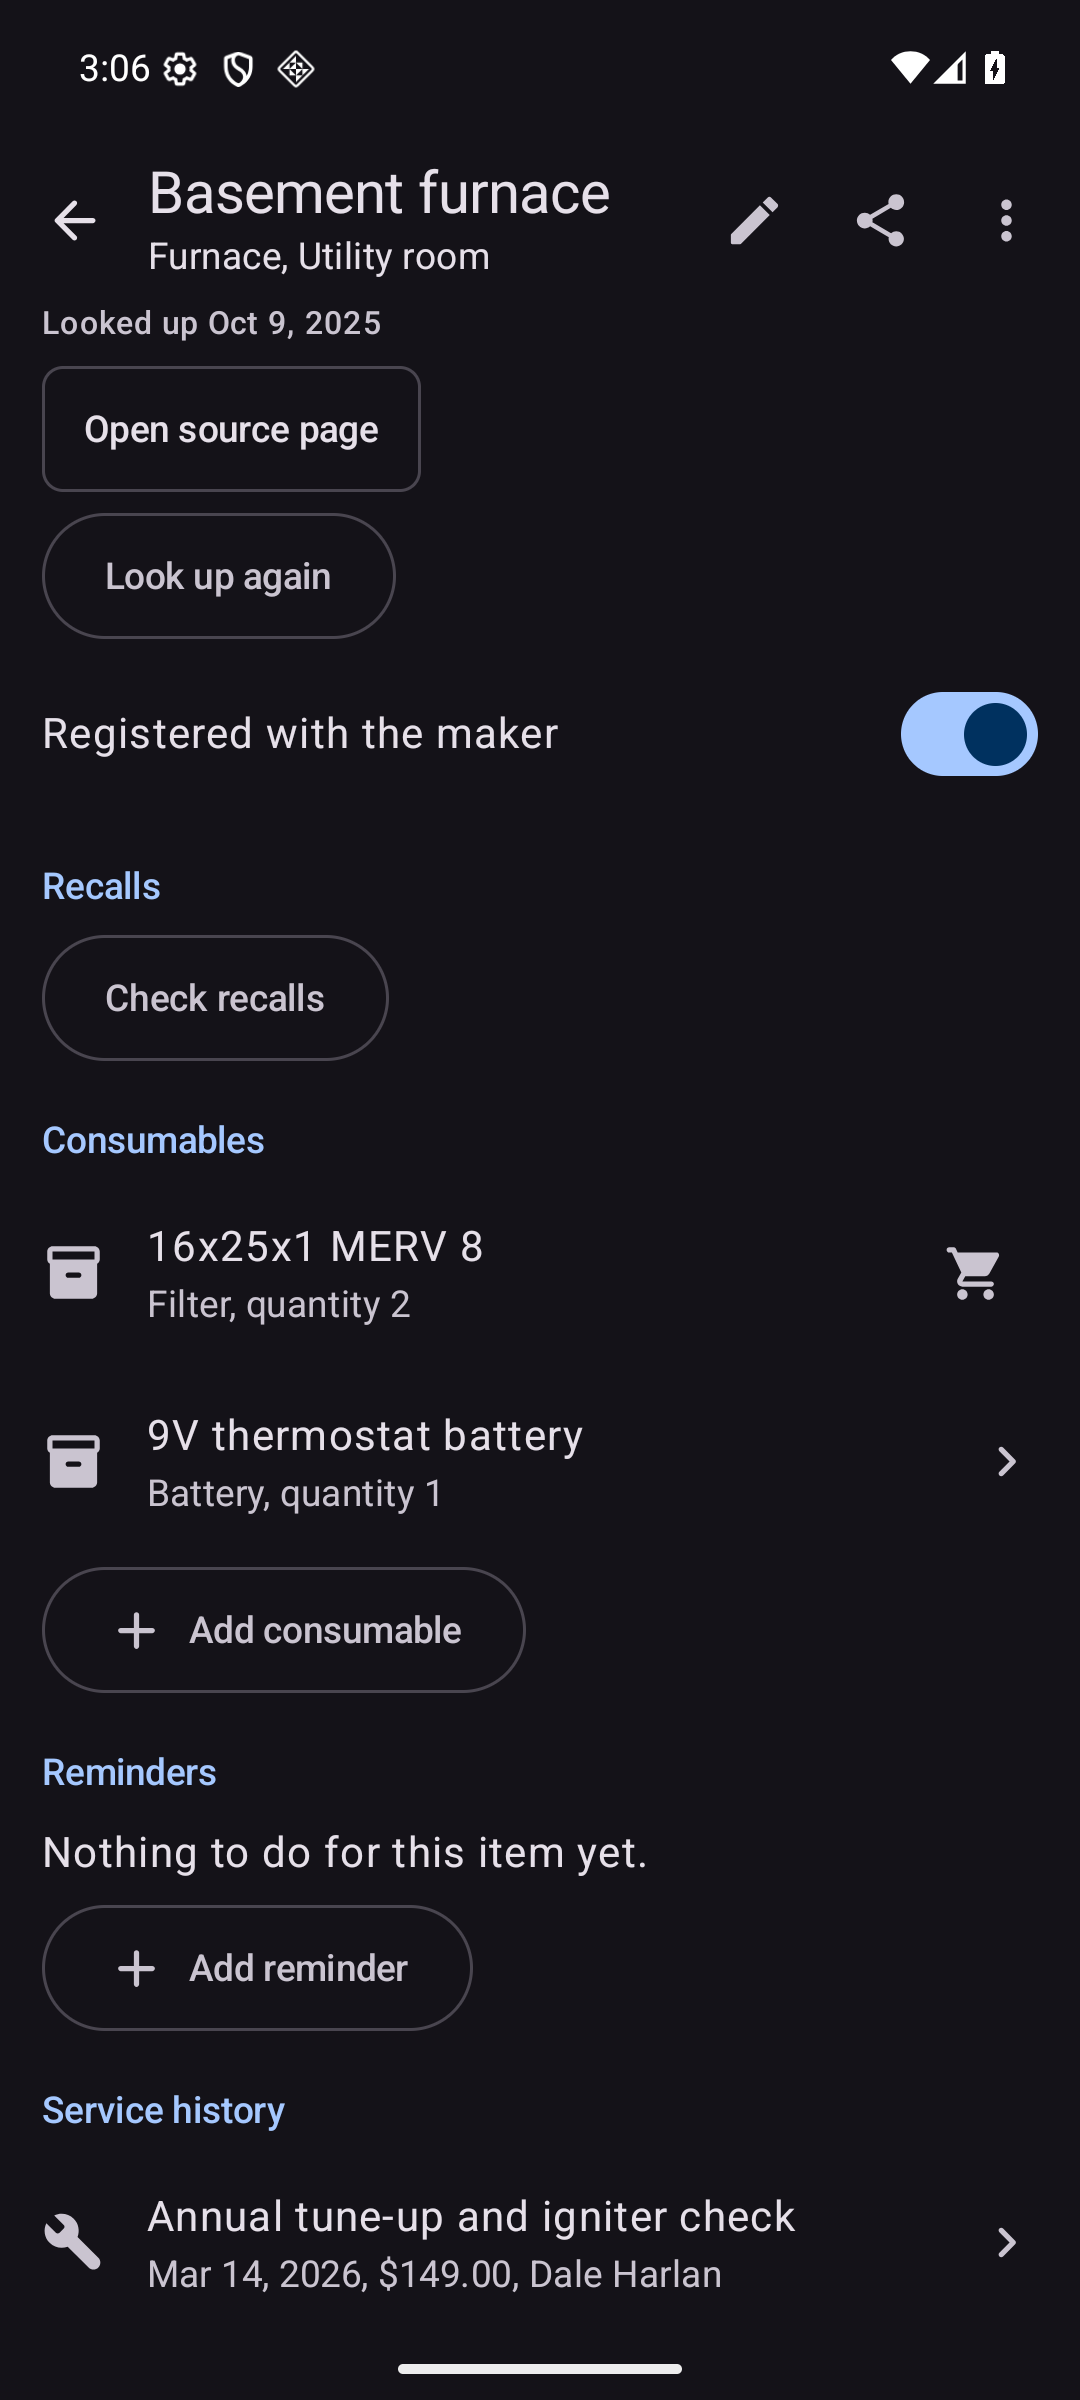 3:06
Basement furnace
Furnace, Utility room
Looked up Oct 9, 2025
Open source page
Look up again
Registered with the maker
Recalls
Check recalls
Consumables
16x25x1 MERV 8
Filter, quantity 2
9V thermostat battery
Battery, quantity 1
Add consumable
Reminders
Nothing to do for this item yet.
Add reminder
Service history
Annual tune-up and igniter check
Mar 14, 2026, $149.00, Dale Harlan